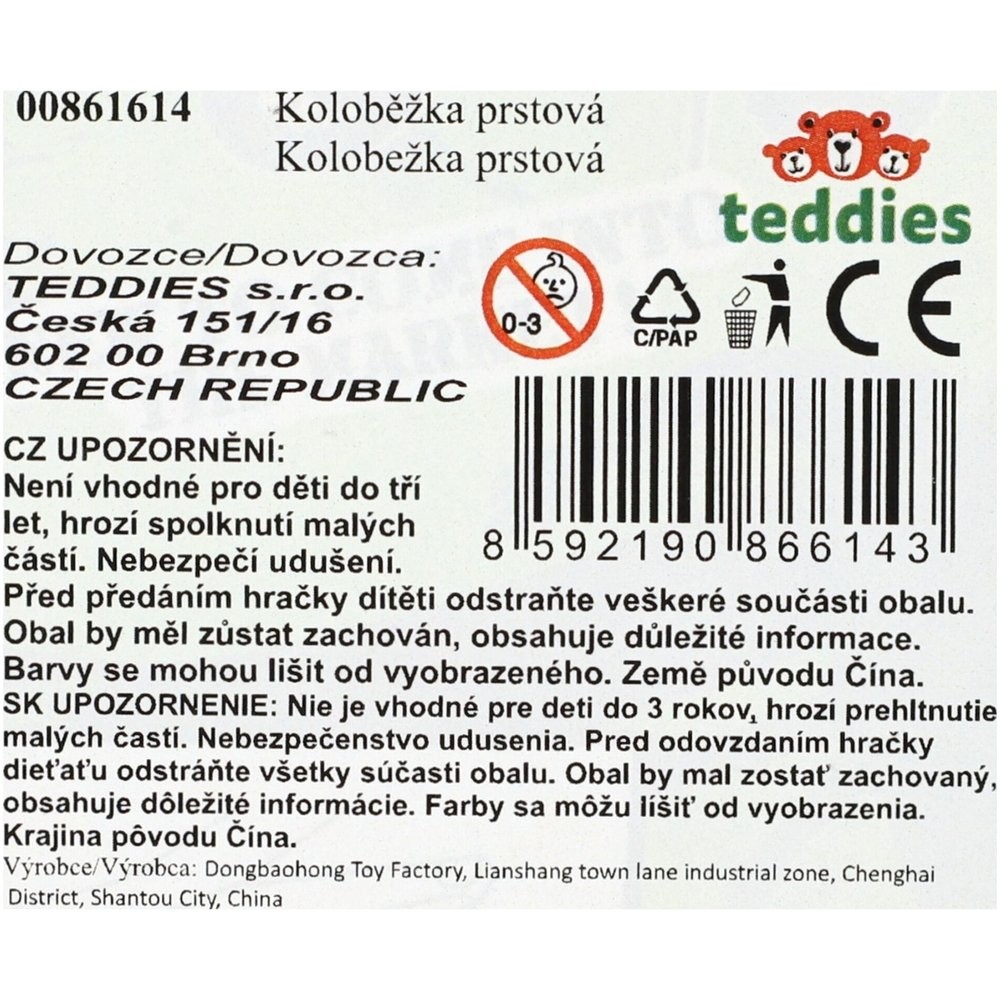 00861614
Koloběžka prstová
Kolobežka prstová
teddies
Dovozce/Dovozca:
TEDDIES s.r.o.
Česká 151/16
602 00 Brno
CZECH REPUBLIC
0-3
C/PAP
CE
8 592190 866143
CZ UPOZORNĚNÍ:
Není vhodné pro děti do tří
let, hrozí spolknutí malých
částí. Nebezpečí udušení.
Před předáním hračky dítěti odstraňte veškeré součásti obalu.
Obal by měl zůstat zachován, obsahuje důležité informace.
Barvy se mohou lišit od vyobrazeného. Země původu Čína.
SK UPOZORNENIE: Nie je vhodné pre deti do 3 rokov, hrozí prehltnutie
malých častí. Nebezpečenstvo udusenia. Pred odovzdaním hračky
dieťaťu odstráňte všetky súčasti obalu. Obal by mal zostať zachovaný,
obsahuje dôležité informácie. Farby sa môžu líšiť od vyobrazenia.
Krajina pôvodu Čína.
Výrobce/Výrobca: Dongbaohong Toy Factory, Lianshang town lane industrial zone, Chenghai
District, Shantou City, China